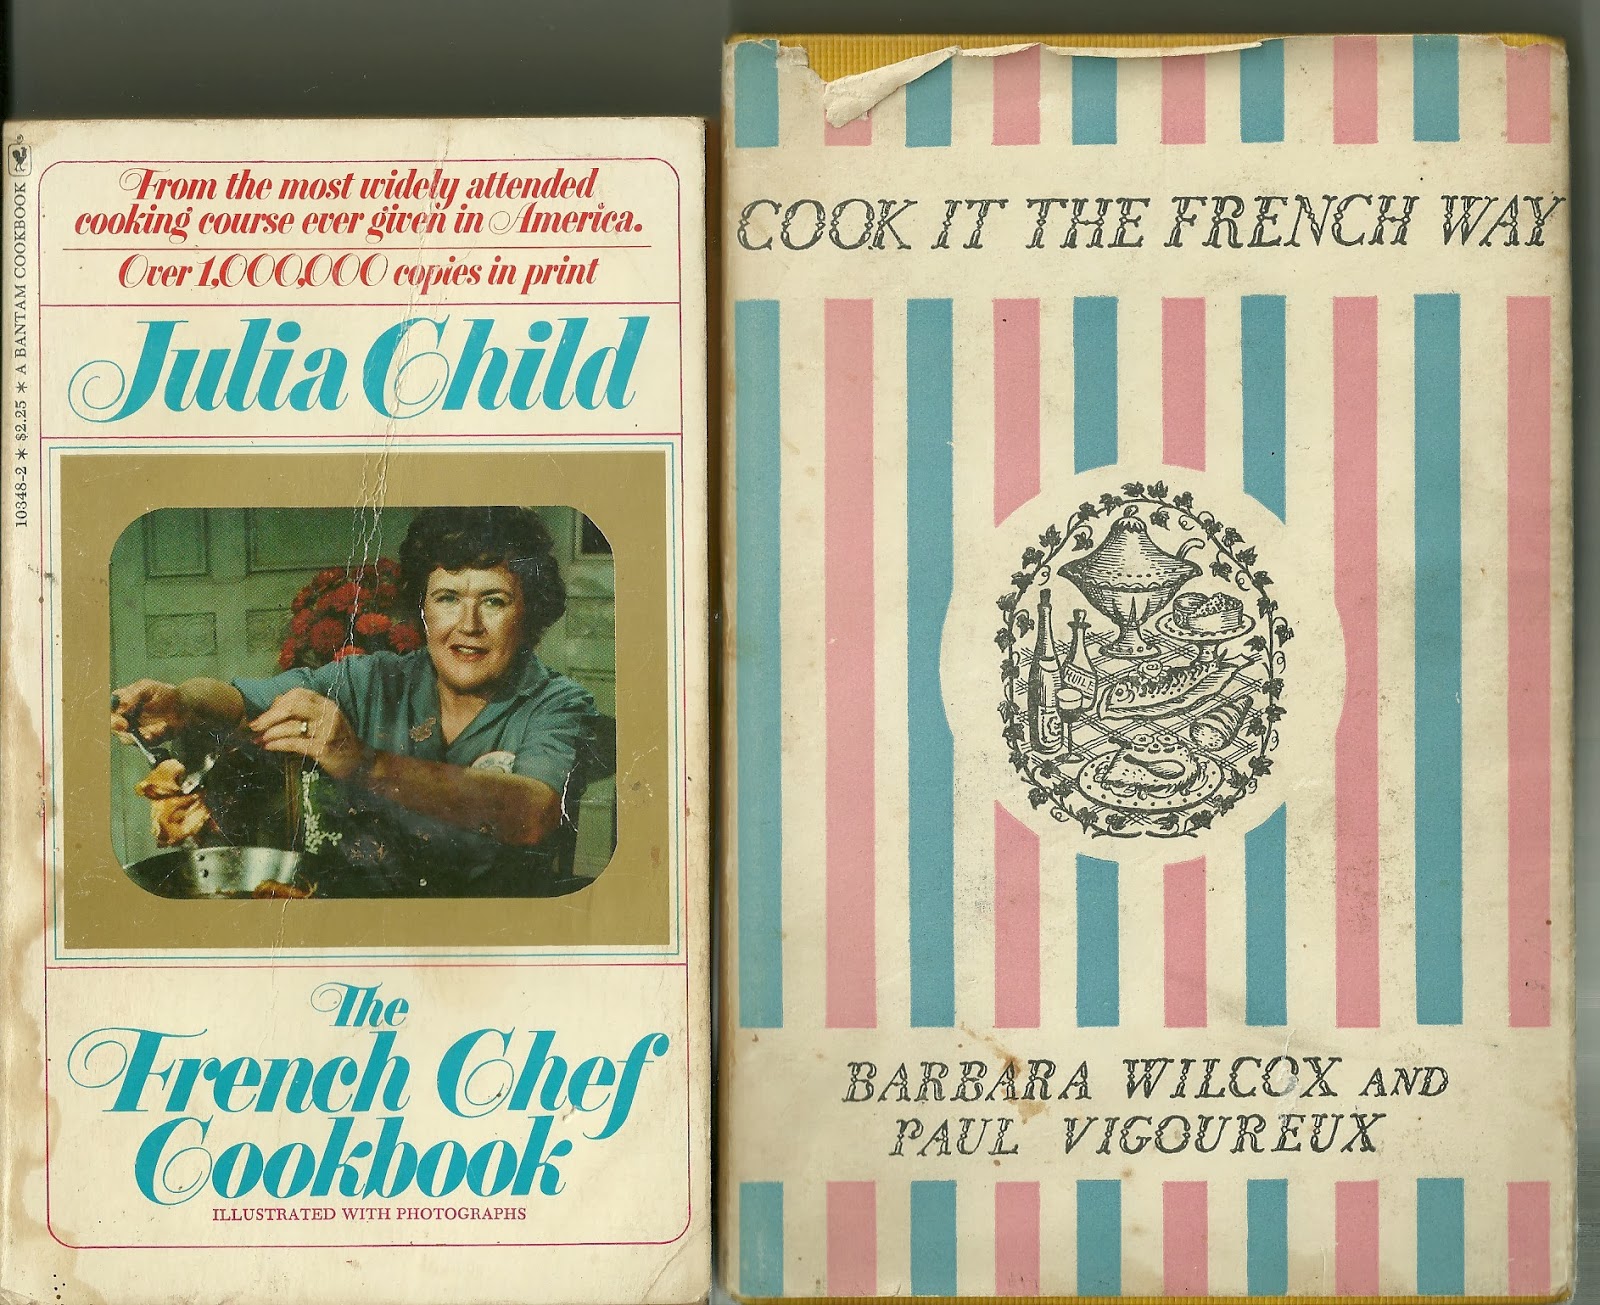 10348-2 * $2.25 * A BANTAM COOKBOOK
From the most widely attended
cooking course ever given in America.
Over 1,000,000 copies in print
Julia Child
The
French Chef
Cookbook
ILLUSTRATED WITH PHOTOGRAPHS
COOK IT THE FRENCH WAY
BARBARA WILCOX AND
PAUL VIGOUREUX